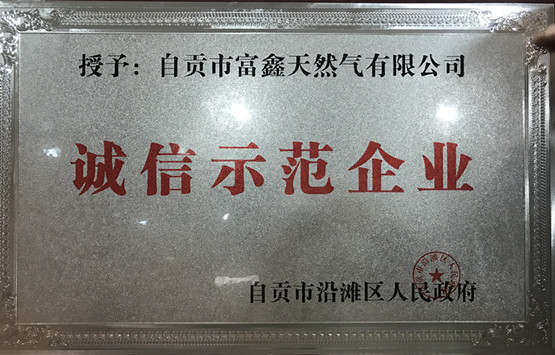 授予：自贡市富鑫天然气有限公司
诚信示范企业
自贡市沿滩区人民政府